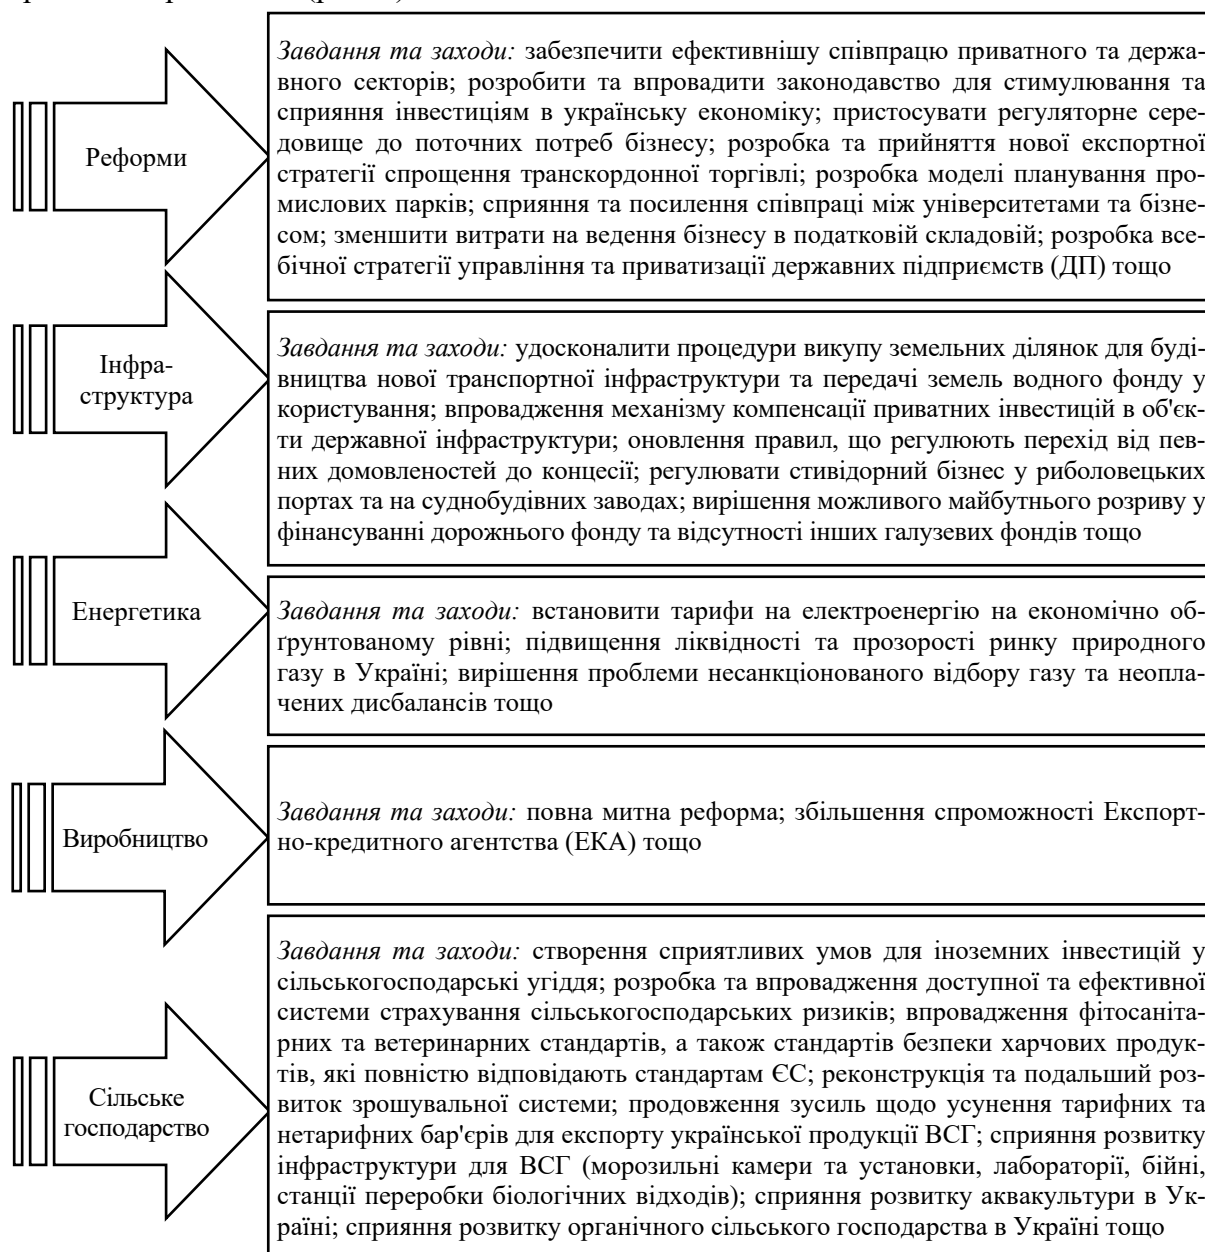 Реформи
Завдання та заходи: забезпечити ефективнішу співпрацю приватного та держа-
вного секторів; розробити та впровадити законодавство для стимулювання та
сприяння інвестиціям в українську економіку; пристосувати регуляторне сере-
довище до поточних потреб бізнесу; розробка та прийняття нової експортної
стратегії спрощення транскордонної торгівлі; розробка моделі планування про-
мислових парків; сприяння та посилення співпраці між університетами та бізне-
сом; зменшити витрати на ведення бізнесу в податковій складовій; розробка все-
бічної стратегії управління та приватизації державних підприємств (ДП) тощо
Інфра-
структура
Завдання та заходи: удосконалити процедури викупу земельних ділянок для буді-
вництва нової транспортної інфраструктури та передачі земель водного фонду у
користування; впровадження механізму компенсації приватних інвестицій в об'єк-
ти державної інфраструктури; оновлення правил, що регулюють перехід від пев-
них домовленостей до концесії; регулювати стивідорний бізнес у риболовецьких
портах та на суднобудівних заводах; вирішення можливого майбутнього розриву у
фінансуванні дорожнього фонду та відсутності інших галузевих фондів тощо
Енергетика
Завдання та заходи: встановити тарифи на електроенергію на економічно об-
ґрунтованому рівні; підвищення ліквідності та прозорості ринку природного
газу в Україні; вирішення проблеми несанкціонованого відбору газу та неопла-
чених дисбалансів тощо
Виробництво
Завдання та заходи: повна митна реформа; збільшення спроможності Експорт-
но-кредитного агентства (ЕКА) тощо
Сільське
господарство
Завдання та заходи: створення сприятливих умов для іноземних інвестицій у
сільськогосподарські угіддя; розробка та впровадження доступної та ефективної
системи страхування сільськогосподарських ризиків; впровадження фітосаніта-
рних та ветеринарних стандартів, а також стандартів безпеки харчових продук-
тів, які повністю відповідають стандартам ЄС; реконструкція та подальший роз-
виток зрошувальної системи; продовження зусиль щодо усунення тарифних та
нетарифних бар'єрів для експорту української продукції ВСГ; сприяння розвитку
інфраструктури для ВСГ (морозильні камери та установки, лабораторії, бійні,
станції переробки біологічних відходів); сприяння розвитку аквакультури в Ук-
раїні; сприяння розвитку органічного сільського господарства в Україні тощо